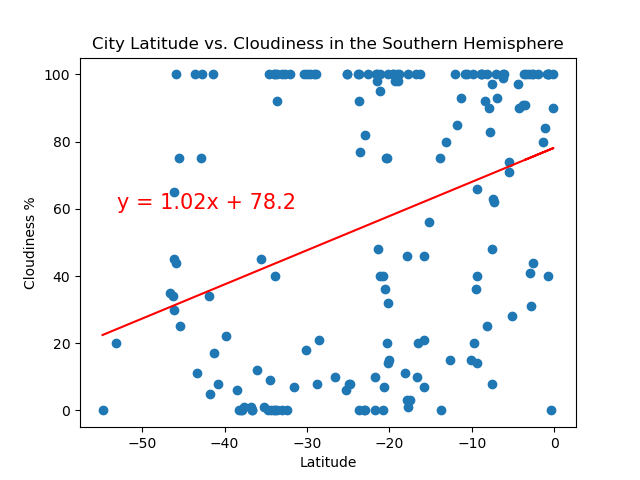 City Latitude vs. Cloudiness in the Southern Hemisphere
100
80
60
40
20
0
Cloudiness %
y = 1.02x + 78.2
−50 −40 −30 −20 −10 0
Latitude